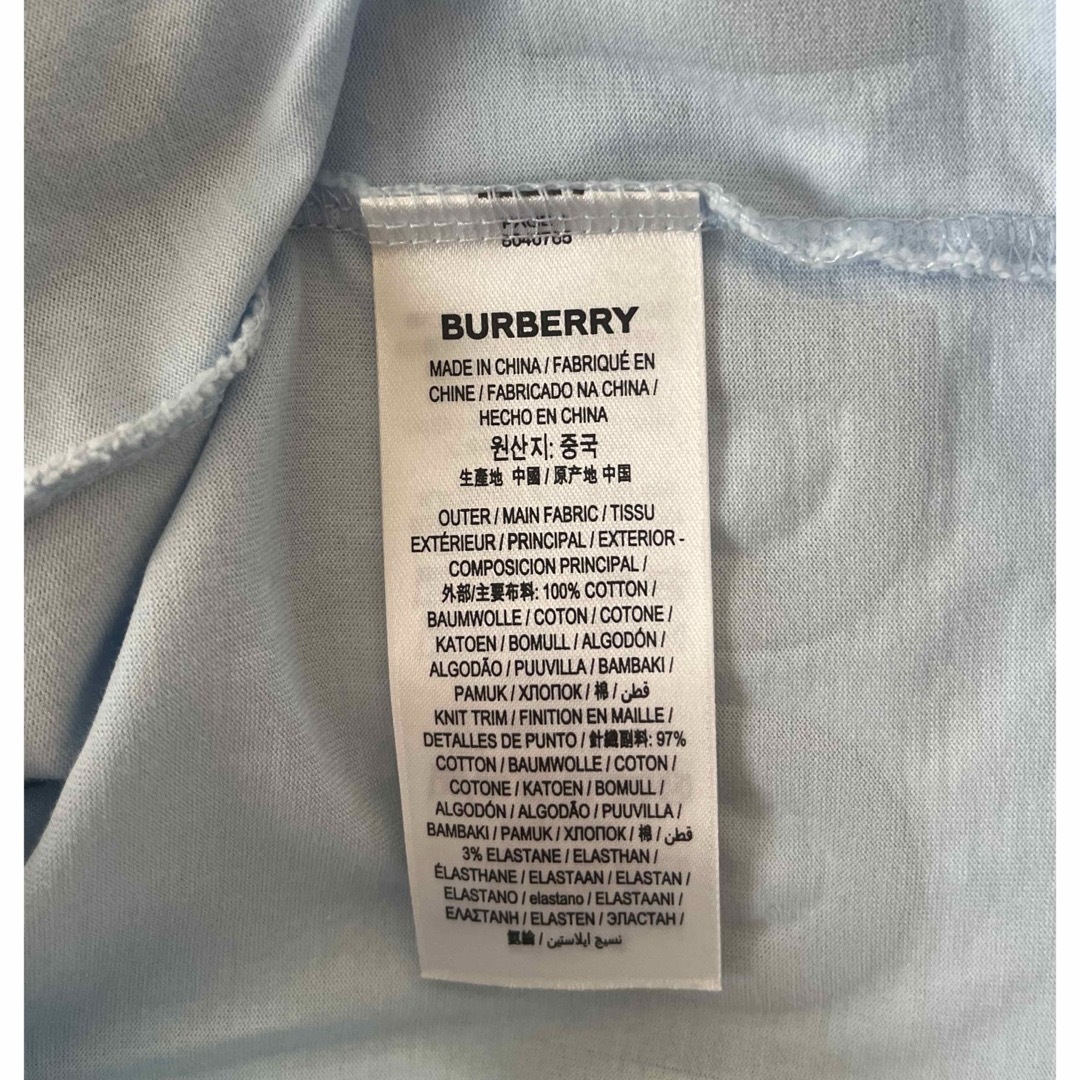 BURBERRY
MADE IN CHINA / FABRIQUÉ EN
CHINE / FABRICADO NA CHINA /
HECHO EN CHINA
원산지: 중국
生產地 中國 / 原产地 中国
OUTER / MAIN FABRIC / TISSU
EXTÉRIEUR / PRINCIPAL / EXTERIOR -
COMPOSICION PRINCIPAL /
外部/主要布料: 100% COTTON /
BAUMWOLLE / COTON / COTONE /
KATOEN / BOMULL / ALGODÓN /
ALGODÃO / PUUVILLA / BAMBAKI /
PAMUK / ХЛОПОК / 棉 / قطن
KNIT TRIM / FINITION EN MAILLE /
DETALLES DE PUNTO / 針織副料: 97%
COTTON / BAUMWOLLE / COTON /
COTONE / KATOEN / BOMULL /
ALGODÓN / ALGODÃO / PUUVILLA /
BAMBAKI / PAMUK / ХЛОПОК / 棉 / قطن
3% ELASTANE / ELASTHAN /
ÉLASTHANE / ELASTAAN / ELASTAN /
ELASTANO / elastano / ELASTAANI /
ΕΛΑΣΤΑΝΗ / ELASTEN / ЭЛАСТАН /
氨綸 / نسيج ايلاستين